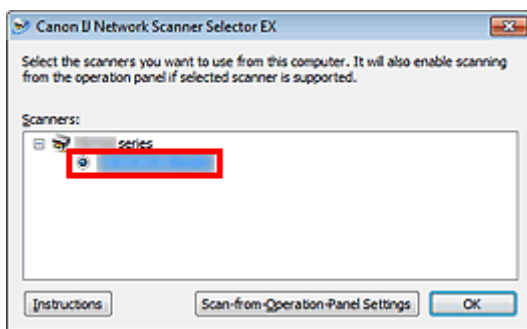 Canon IJ Network Scanner Selector EX
Select the scanners you want to use from this computer. It will also enable scanning
from the operation panel if selected scanner is supported.
Scanners:
series
Instructions
Scan-from-Operation-Panel Settings
OK